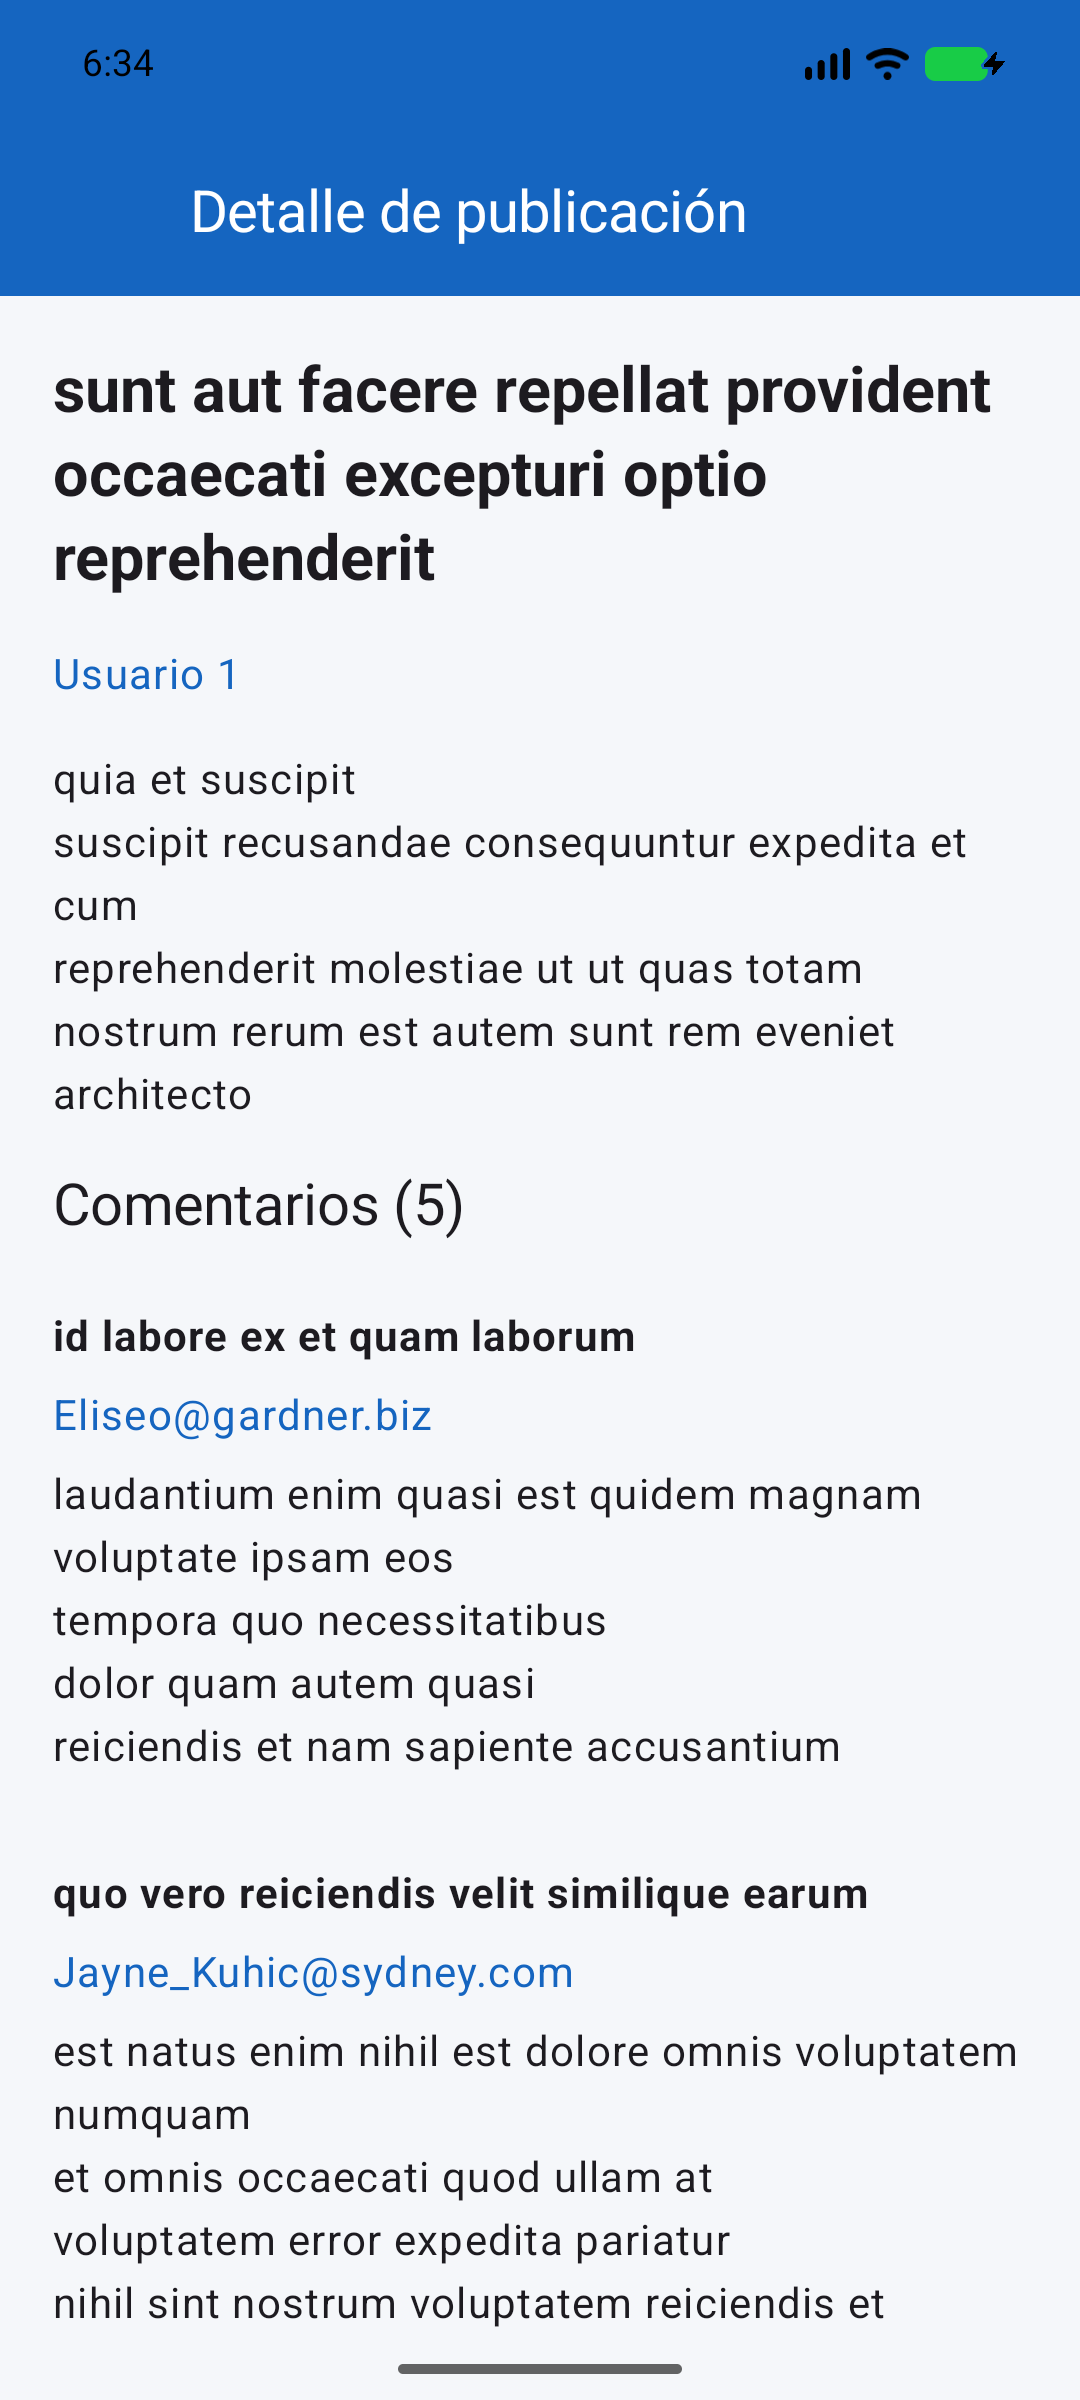 6:34
Detalle de publicación
sunt aut facere repellat provident
occaecati excepturi optio
reprehenderit
Usuario 1
quia et suscipit
suscipit recusandae consequuntur expedita et
cum
reprehenderit molestiae ut ut quas totam
nostrum rerum est autem sunt rem eveniet
architecto
Comentarios (5)
id labore ex et quam laborum
Eliseo@gardner.biz
laudantium enim quasi est quidem magnam
voluptate ipsam eos
tempora quo necessitatibus
dolor quam autem quasi
reiciendis et nam sapiente accusantium
quo vero reiciendis velit similique earum
Jayne_Kuhic@sydney.com
est natus enim nihil est dolore omnis voluptatem
numquam
et omnis occaecati quod ullam at
voluptatem error expedita pariatur
nihil sint nostrum voluptatem reiciendis et